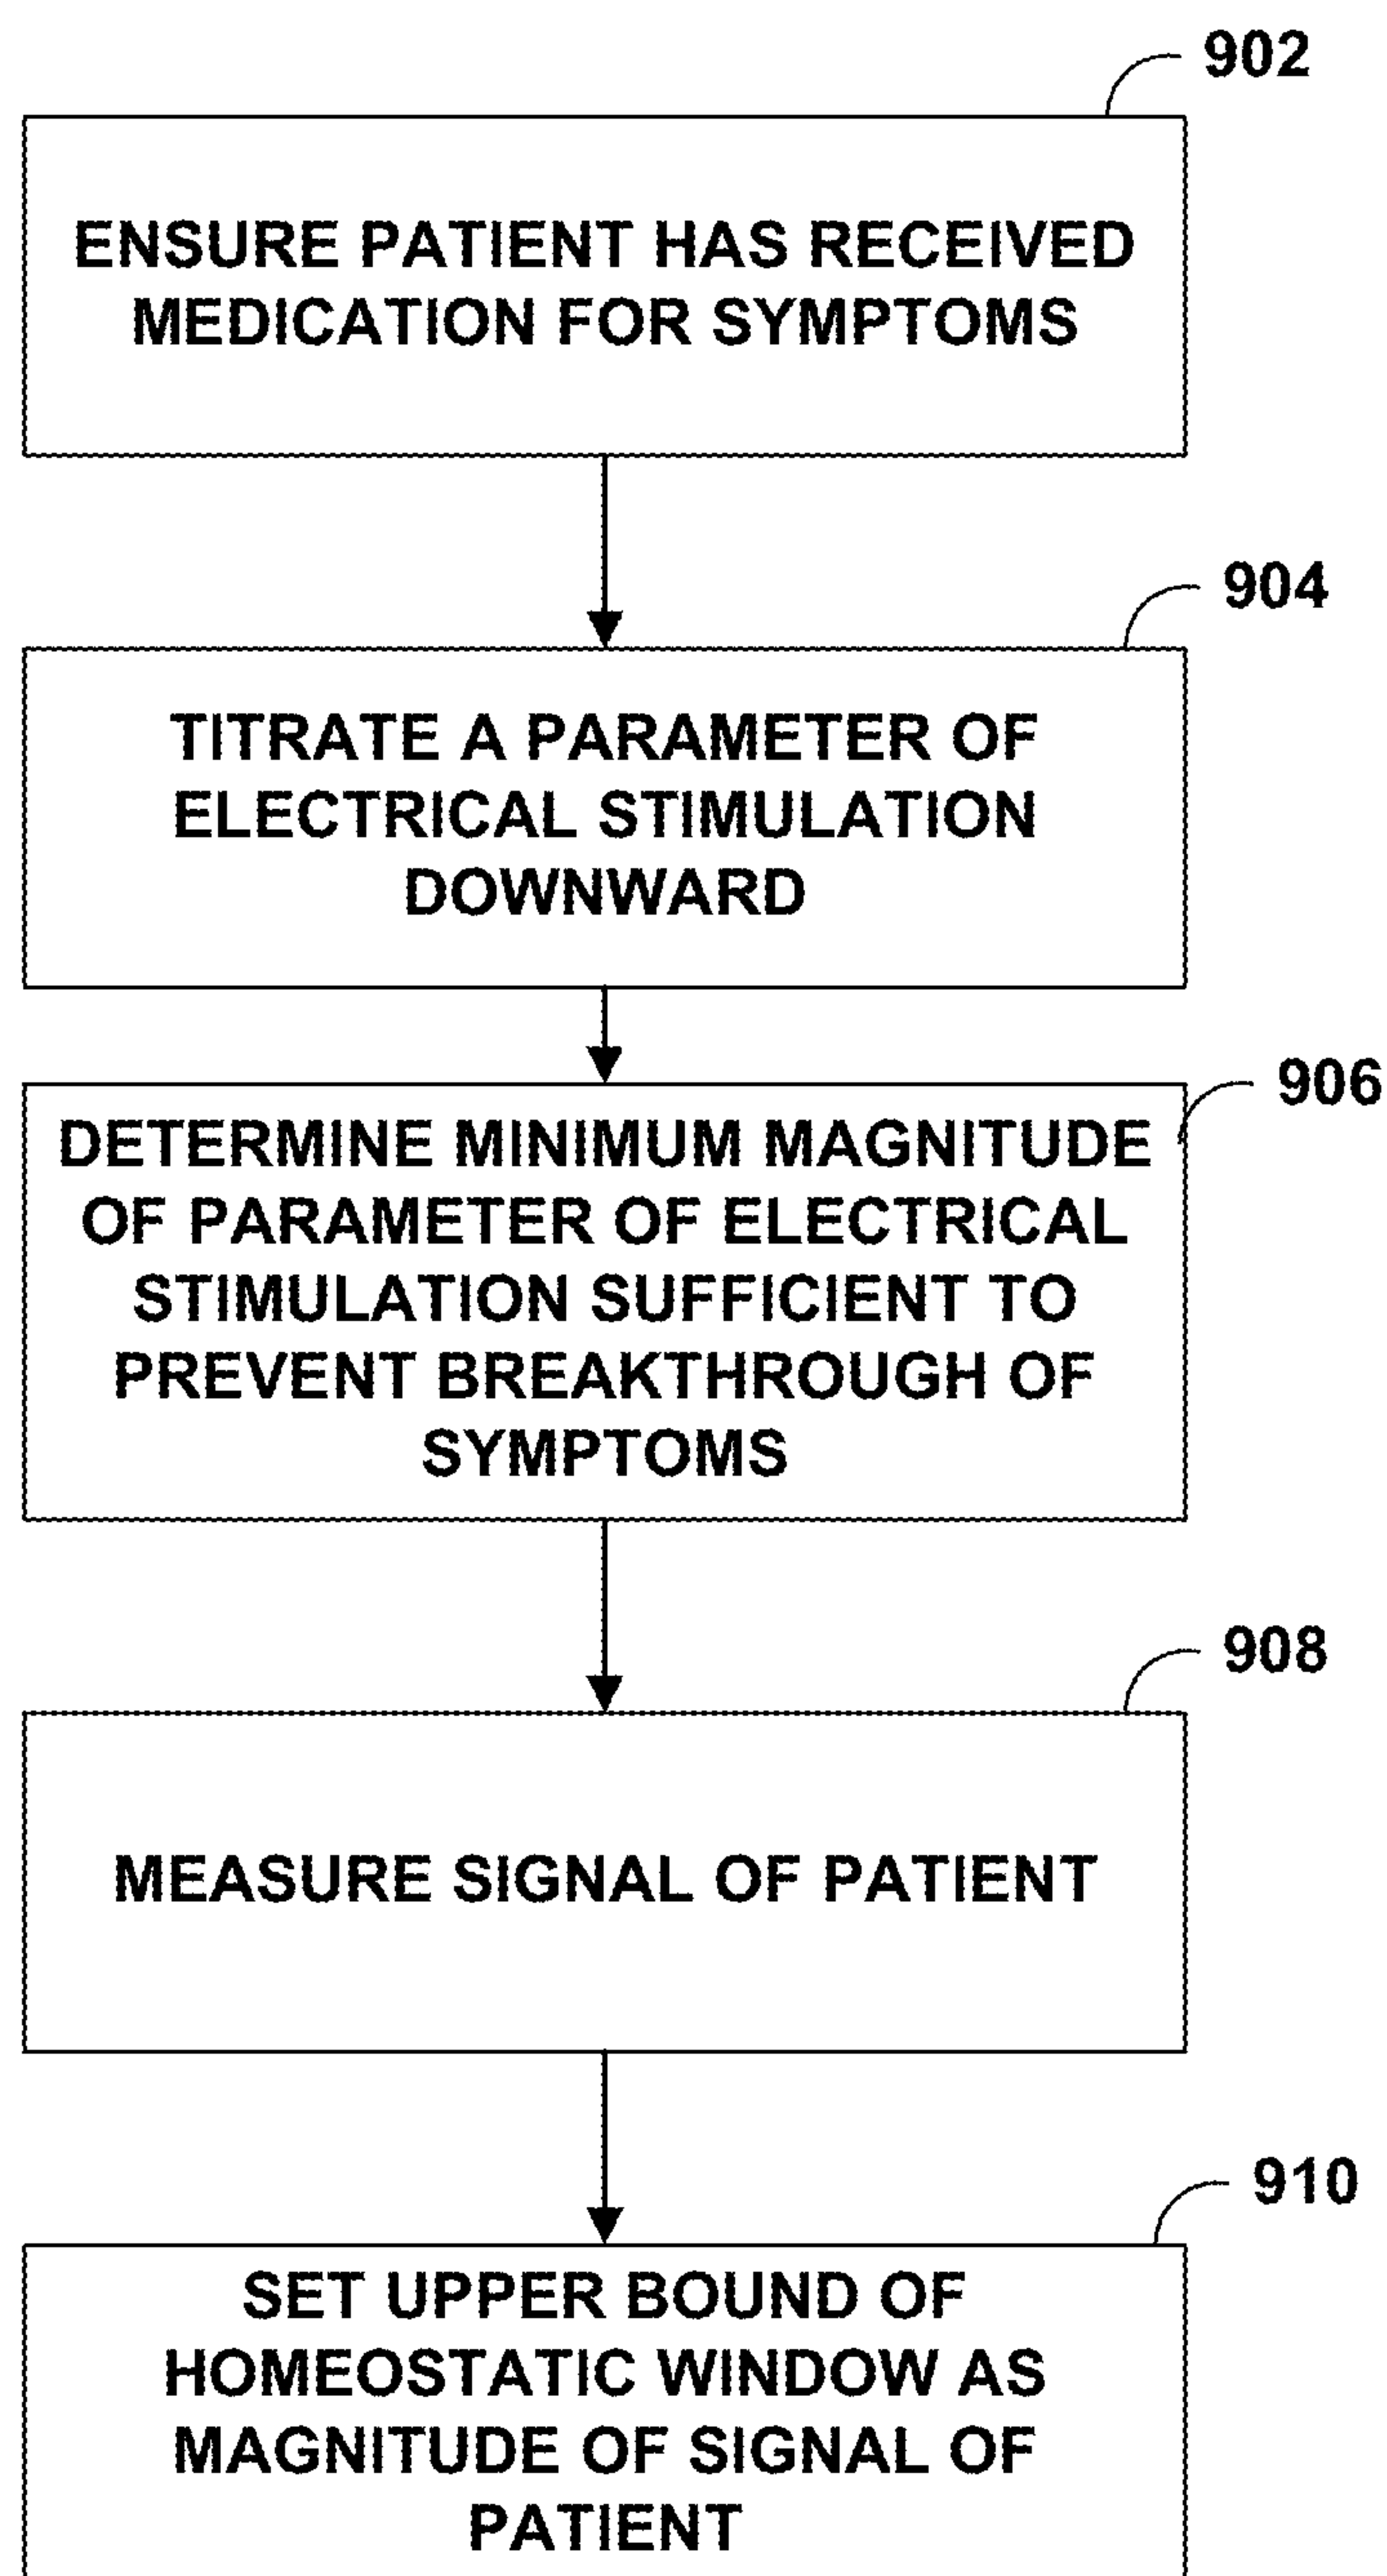 902
ENSURE PATIENT HAS RECEIVED
MEDICATION FOR SYMPTOMS
904
TITRATE A PARAMETER OF
ELECTRICAL STIMULATION
DOWNWARD
906
DETERMINE MINIMUM MAGNITUDE
OF PARAMETER OF ELECTRICAL
STIMULATION SUFFICIENT TO
PREVENT BREAKTHROUGH OF
SYMPTOMS
908
MEASURE SIGNAL OF PATIENT
910
SET UPPER BOUND OF
HOMEOSTATIC WINDOW AS
MAGNITUDE OF SIGNAL OF
PATIENT